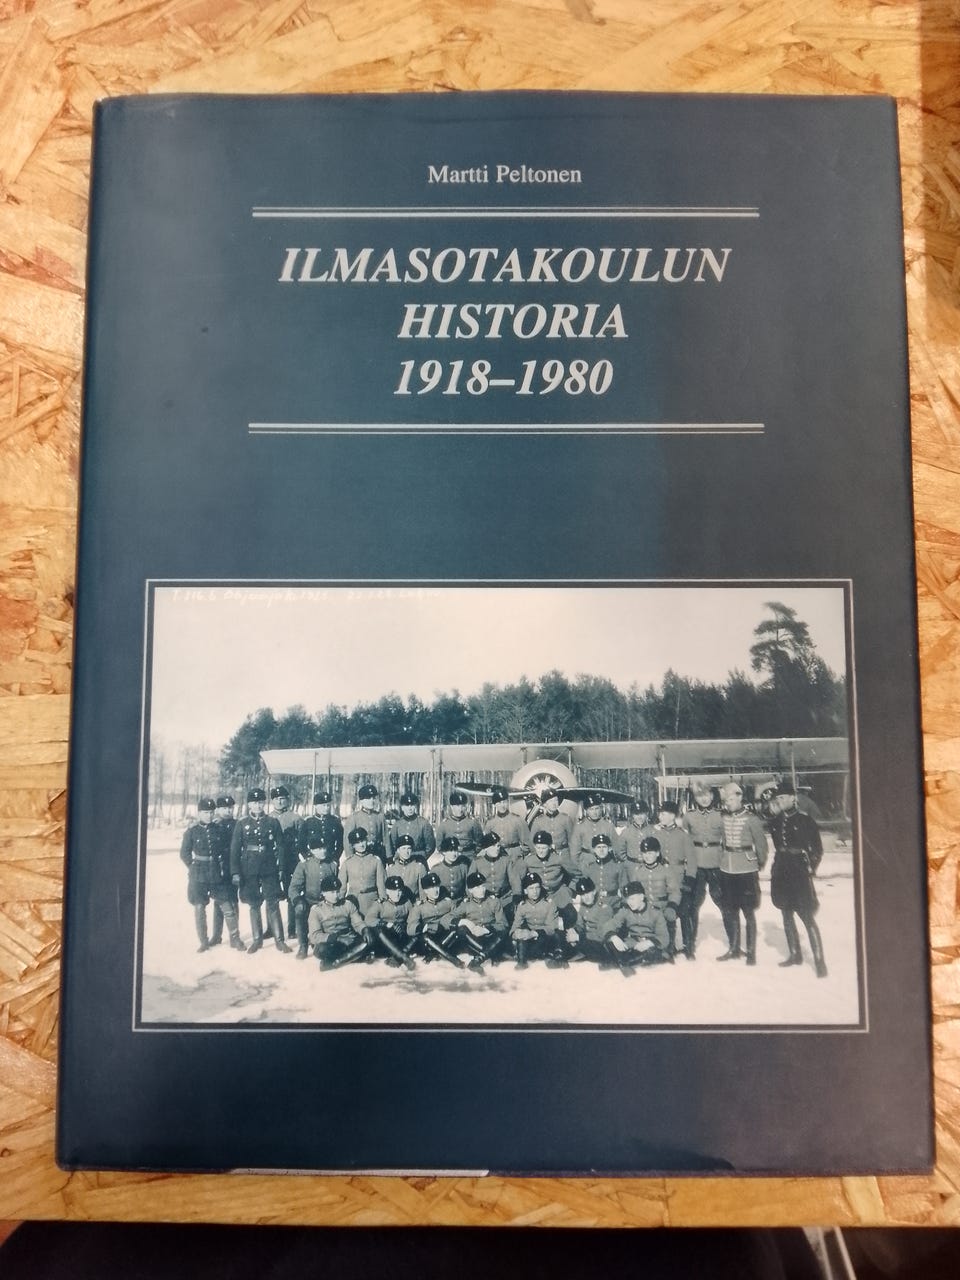 Martti Peltonen
ILMASOTAKOULUN
HISTORIA
1918–1980